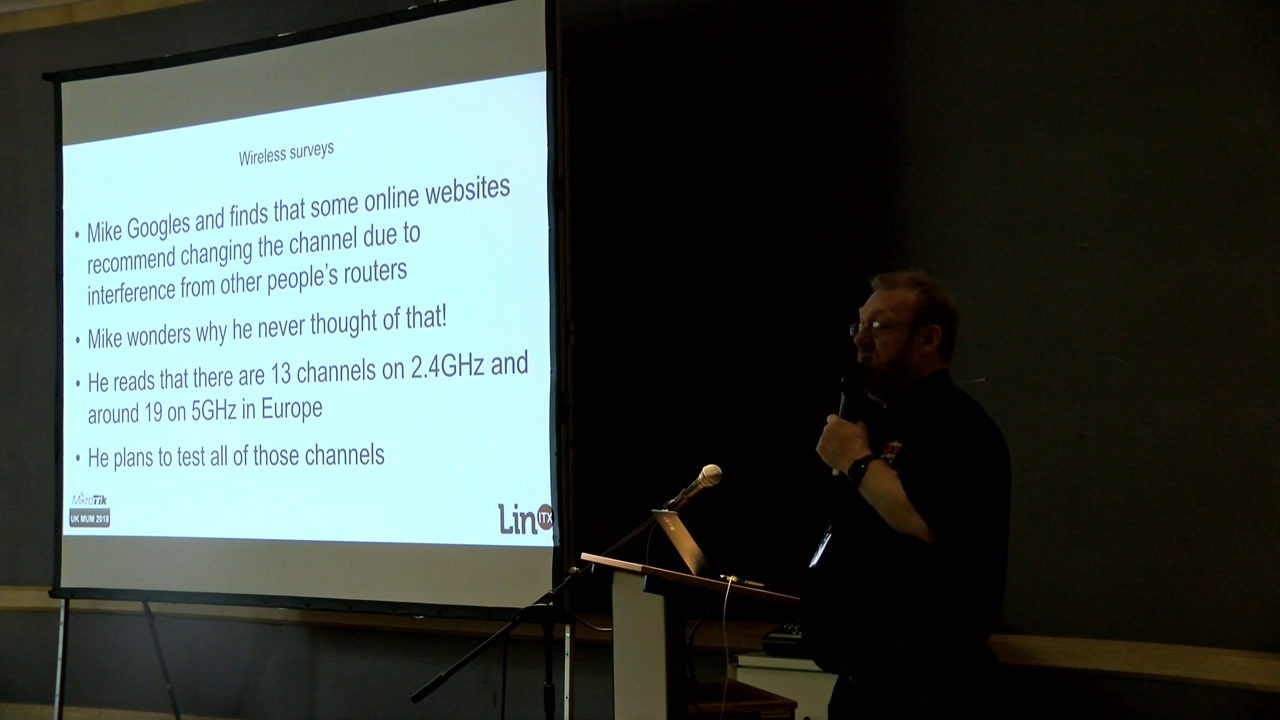 Wireless surveys
• Mike Googles and finds that some online websites
recommend changing the channel due to
interference from other people's routers
• Mike wonders why he never thought of that!
• He reads that there are 13 channels on 2.4GHz and
around 19 on 5GHz in Europe
• He plans to test all of those channels
MikroTik
UK MUM 2018
Lin ITX